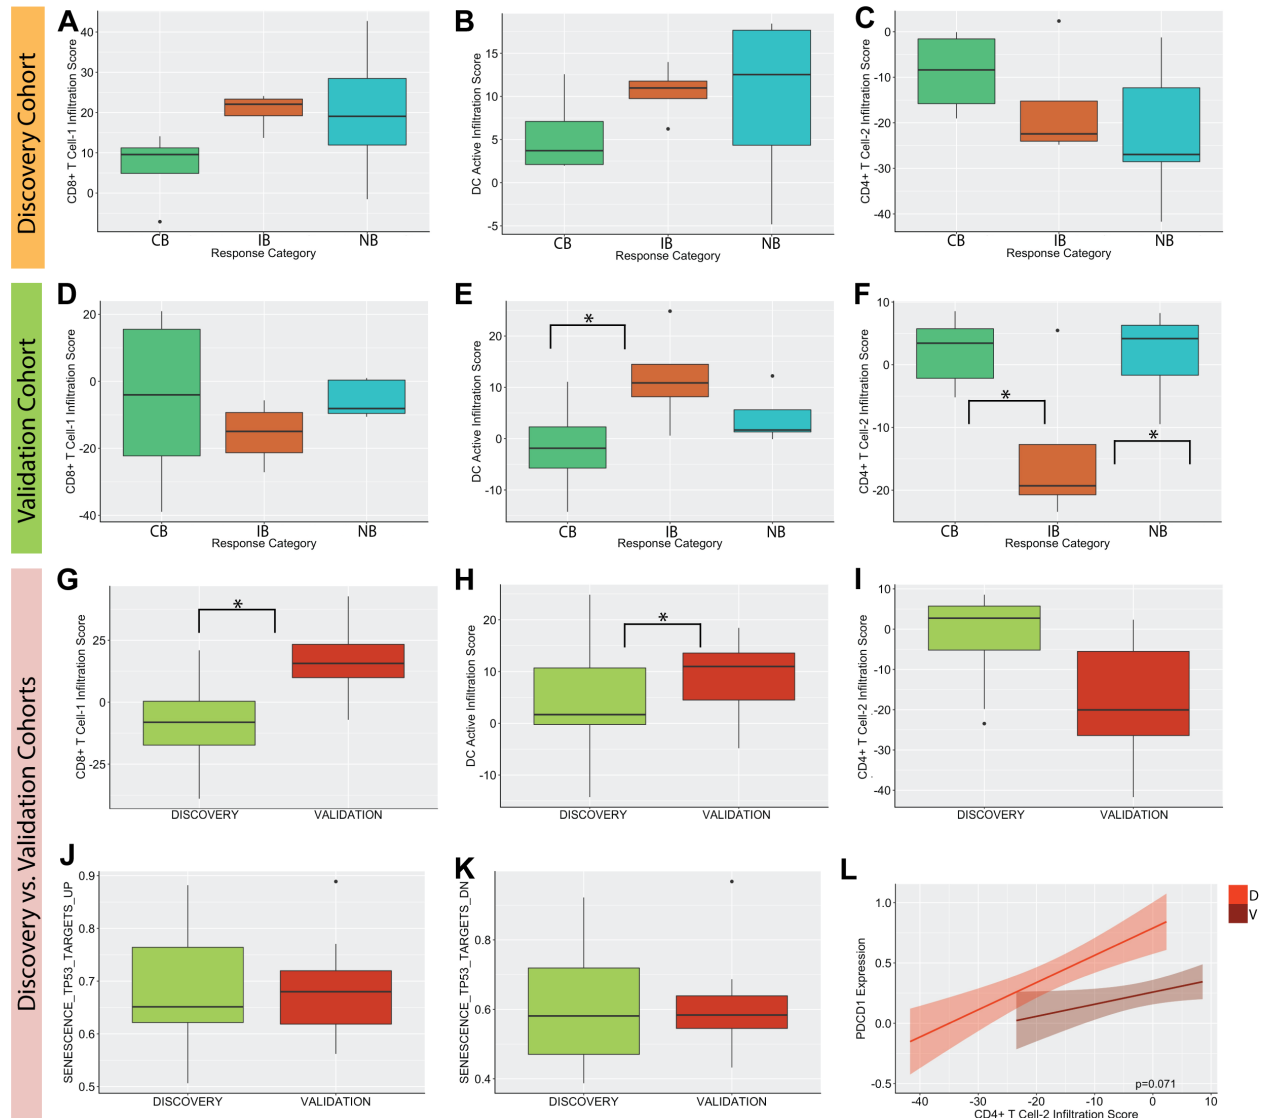 Discovery Cohort
A
CD8+ T Cell-1 Infiltration Score
40
30
20
10
0
CB
IB
NB
Response Category
B
DC Active Infiltration Score
15
10
5
0
-5
CB
IB
NB
Response Category
C
CD4+ T Cell-2 Infiltration Score
0
-10
-20
-30
-40
CB
IB
NB
Response Category
Validation Cohort
D
CD8+ T Cell-1 Infiltration Score
20
0
-20
-40
CB
IB
NB
Response Category
E
DC Active Infiltration Score
20
10
0
-10
*
CB
IB
NB
Response Category
F
CD4+ T Cell-2 Infiltration Score
10
0
-10
-20
*
*
CB
IB
NB
Response Category
Discovery vs. Validation Cohorts
G
CD8+ T Cell-1 Infiltration Score
25
0
-25
*
DISCOVERY
VALIDATION
H
DC Active Infiltration Score
20
10
0
-10
*
DISCOVERY
VALIDATION
I
CD4+ T Cell-2 Infiltration Score
10
0
-10
-20
-30
-40
DISCOVERY
VALIDATION
J
SENESCENCE_TP53_TARGETS_UP
0.9
0.8
0.7
0.6
0.5
DISCOVERY
VALIDATION
K
SENESCENCE_TP53_TARGETS_DN
0.8
0.6
0.4
DISCOVERY
VALIDATION
L
PDCD1 Expression
1.0
0.5
0.0
-0.5
p=0.071
-40
-30
-20
-10
0
10
CD4+ T Cell-2 Infiltration Score
D
V